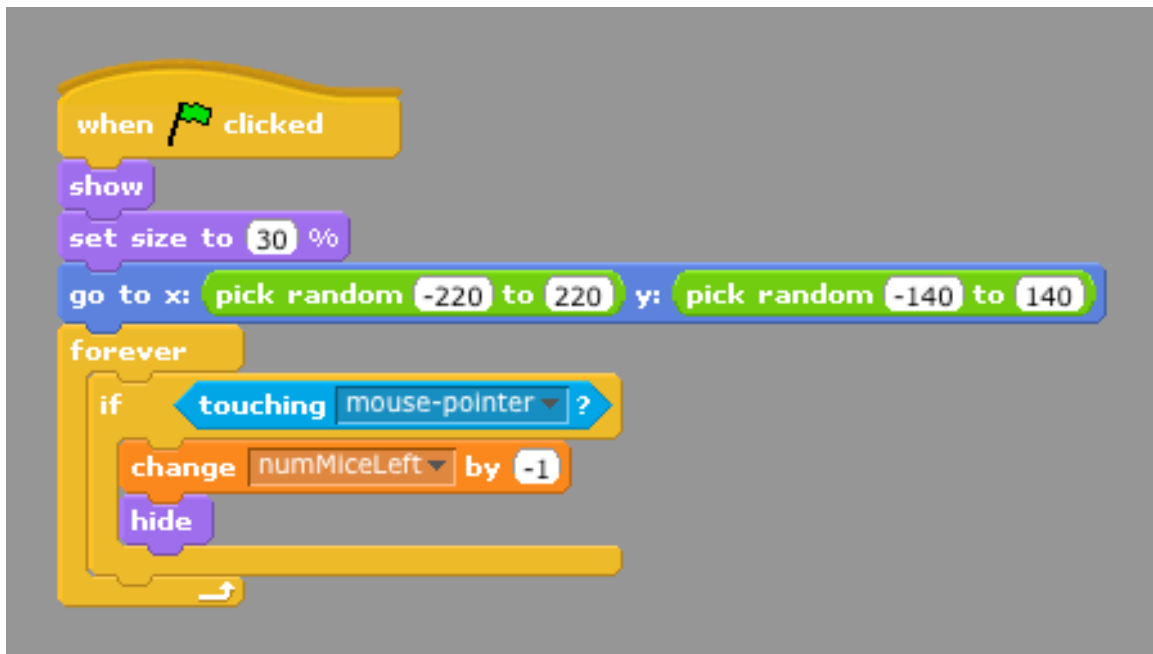 when clicked
show
set size to 30 %
go to x: pick random -220 to 220 y: pick random -140 to 140
forever
if touching mouse-pointer ?
change numMiceLeft by -1
hide